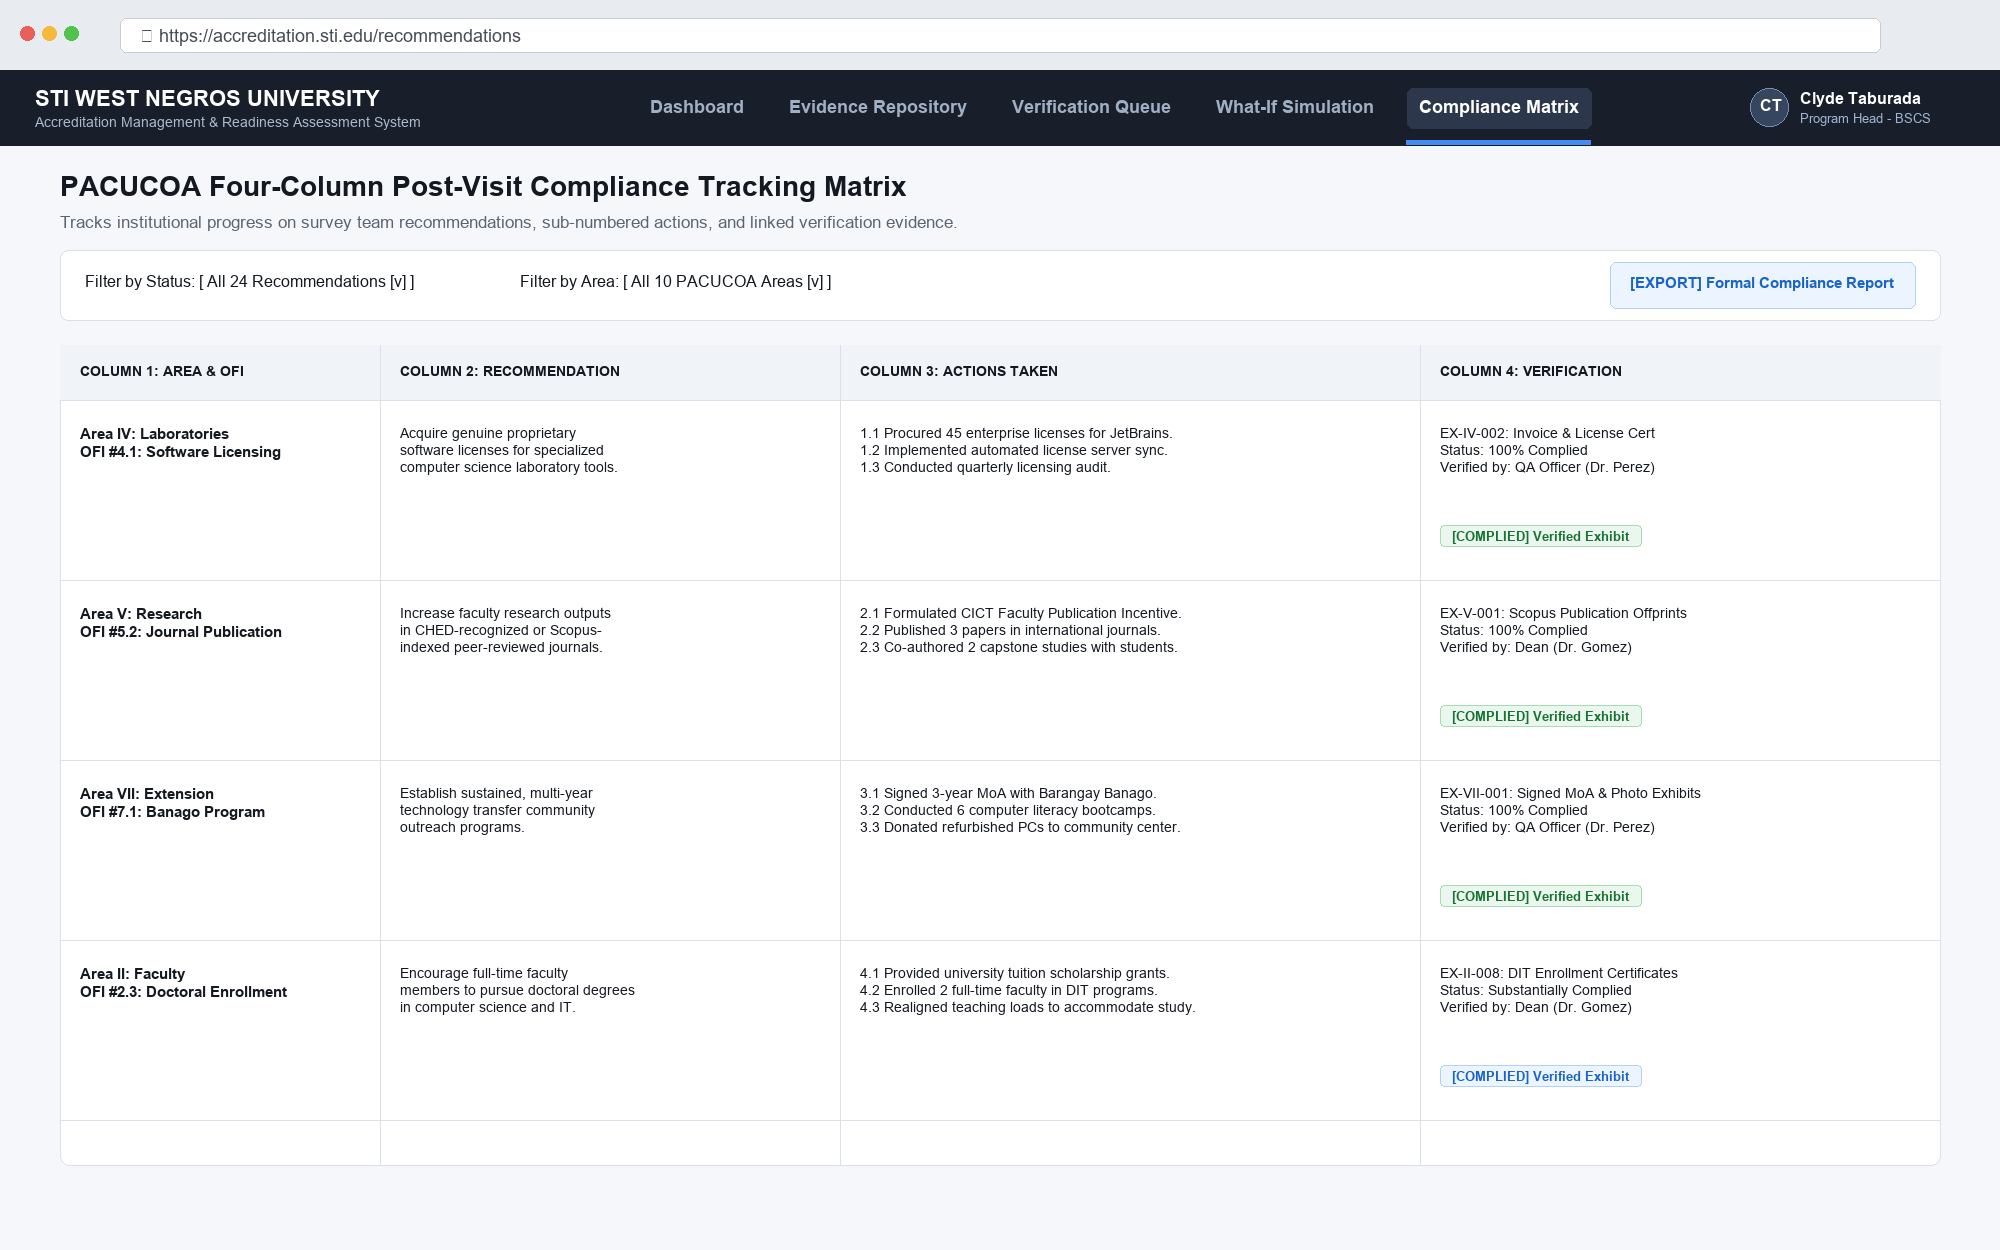 https://accreditation.sti.edu/recommendations
STI WEST NEGROS UNIVERSITY
Accreditation Management & Readiness Assessment System
Dashboard
Evidence Repository
Verification Queue
What-If Simulation
Compliance Matrix
CT
Clyde Taburada
Program Head - BSCS
PACUCOA Four-Column Post-Visit Compliance Tracking Matrix
Tracks institutional progress on survey team recommendations, sub-numbered actions, and linked verification evidence.
Filter by Status: [ All 24 Recommendations [v] ]
Filter by Area: [ All 10 PACUCOA Areas [v] ]
[EXPORT] Formal Compliance Report
COLUMN 1: AREA & OFI
COLUMN 2: RECOMMENDATION
COLUMN 3: ACTIONS TAKEN
COLUMN 4: VERIFICATION
Area IV: Laboratories
OFI #4.1: Software Licensing
Acquire genuine proprietary
software licenses for specialized
computer science laboratory tools.
1.1 Procured 45 enterprise licenses for JetBrains.
1.2 Implemented automated license server sync.
1.3 Conducted quarterly licensing audit.
EX-IV-002: Invoice & License Cert
Status: 100% Complied
Verified by: QA Officer (Dr. Perez)
[COMPLIED] Verified Exhibit
Area V: Research
OFI #5.2: Journal Publication
Increase faculty research outputs
in CHED-recognized or Scopus-
indexed peer-reviewed journals.
2.1 Formulated CICT Faculty Publication Incentive.
2.2 Published 3 papers in international journals.
2.3 Co-authored 2 capstone studies with students.
EX-V-001: Scopus Publication Offprints
Status: 100% Complied
Verified by: Dean (Dr. Gomez)
[COMPLIED] Verified Exhibit
Area VII: Extension
OFI #7.1: Banago Program
Establish sustained, multi-year
technology transfer community
outreach programs.
3.1 Signed 3-year MoA with Barangay Banago.
3.2 Conducted 6 computer literacy bootcamps.
3.3 Donated refurbished PCs to community center.
EX-VII-001: Signed MoA & Photo Exhibits
Status: 100% Complied
Verified by: QA Officer (Dr. Perez)
[COMPLIED] Verified Exhibit
Area II: Faculty
OFI #2.3: Doctoral Enrollment
Encourage full-time faculty
members to pursue doctoral degrees
in computer science and IT.
4.1 Provided university tuition scholarship grants.
4.2 Enrolled 2 full-time faculty in DIT programs.
4.3 Realigned teaching loads to accommodate study.
EX-II-008: DIT Enrollment Certificates
Status: Substantially Complied
Verified by: Dean (Dr. Gomez)
[COMPLIED] Verified Exhibit